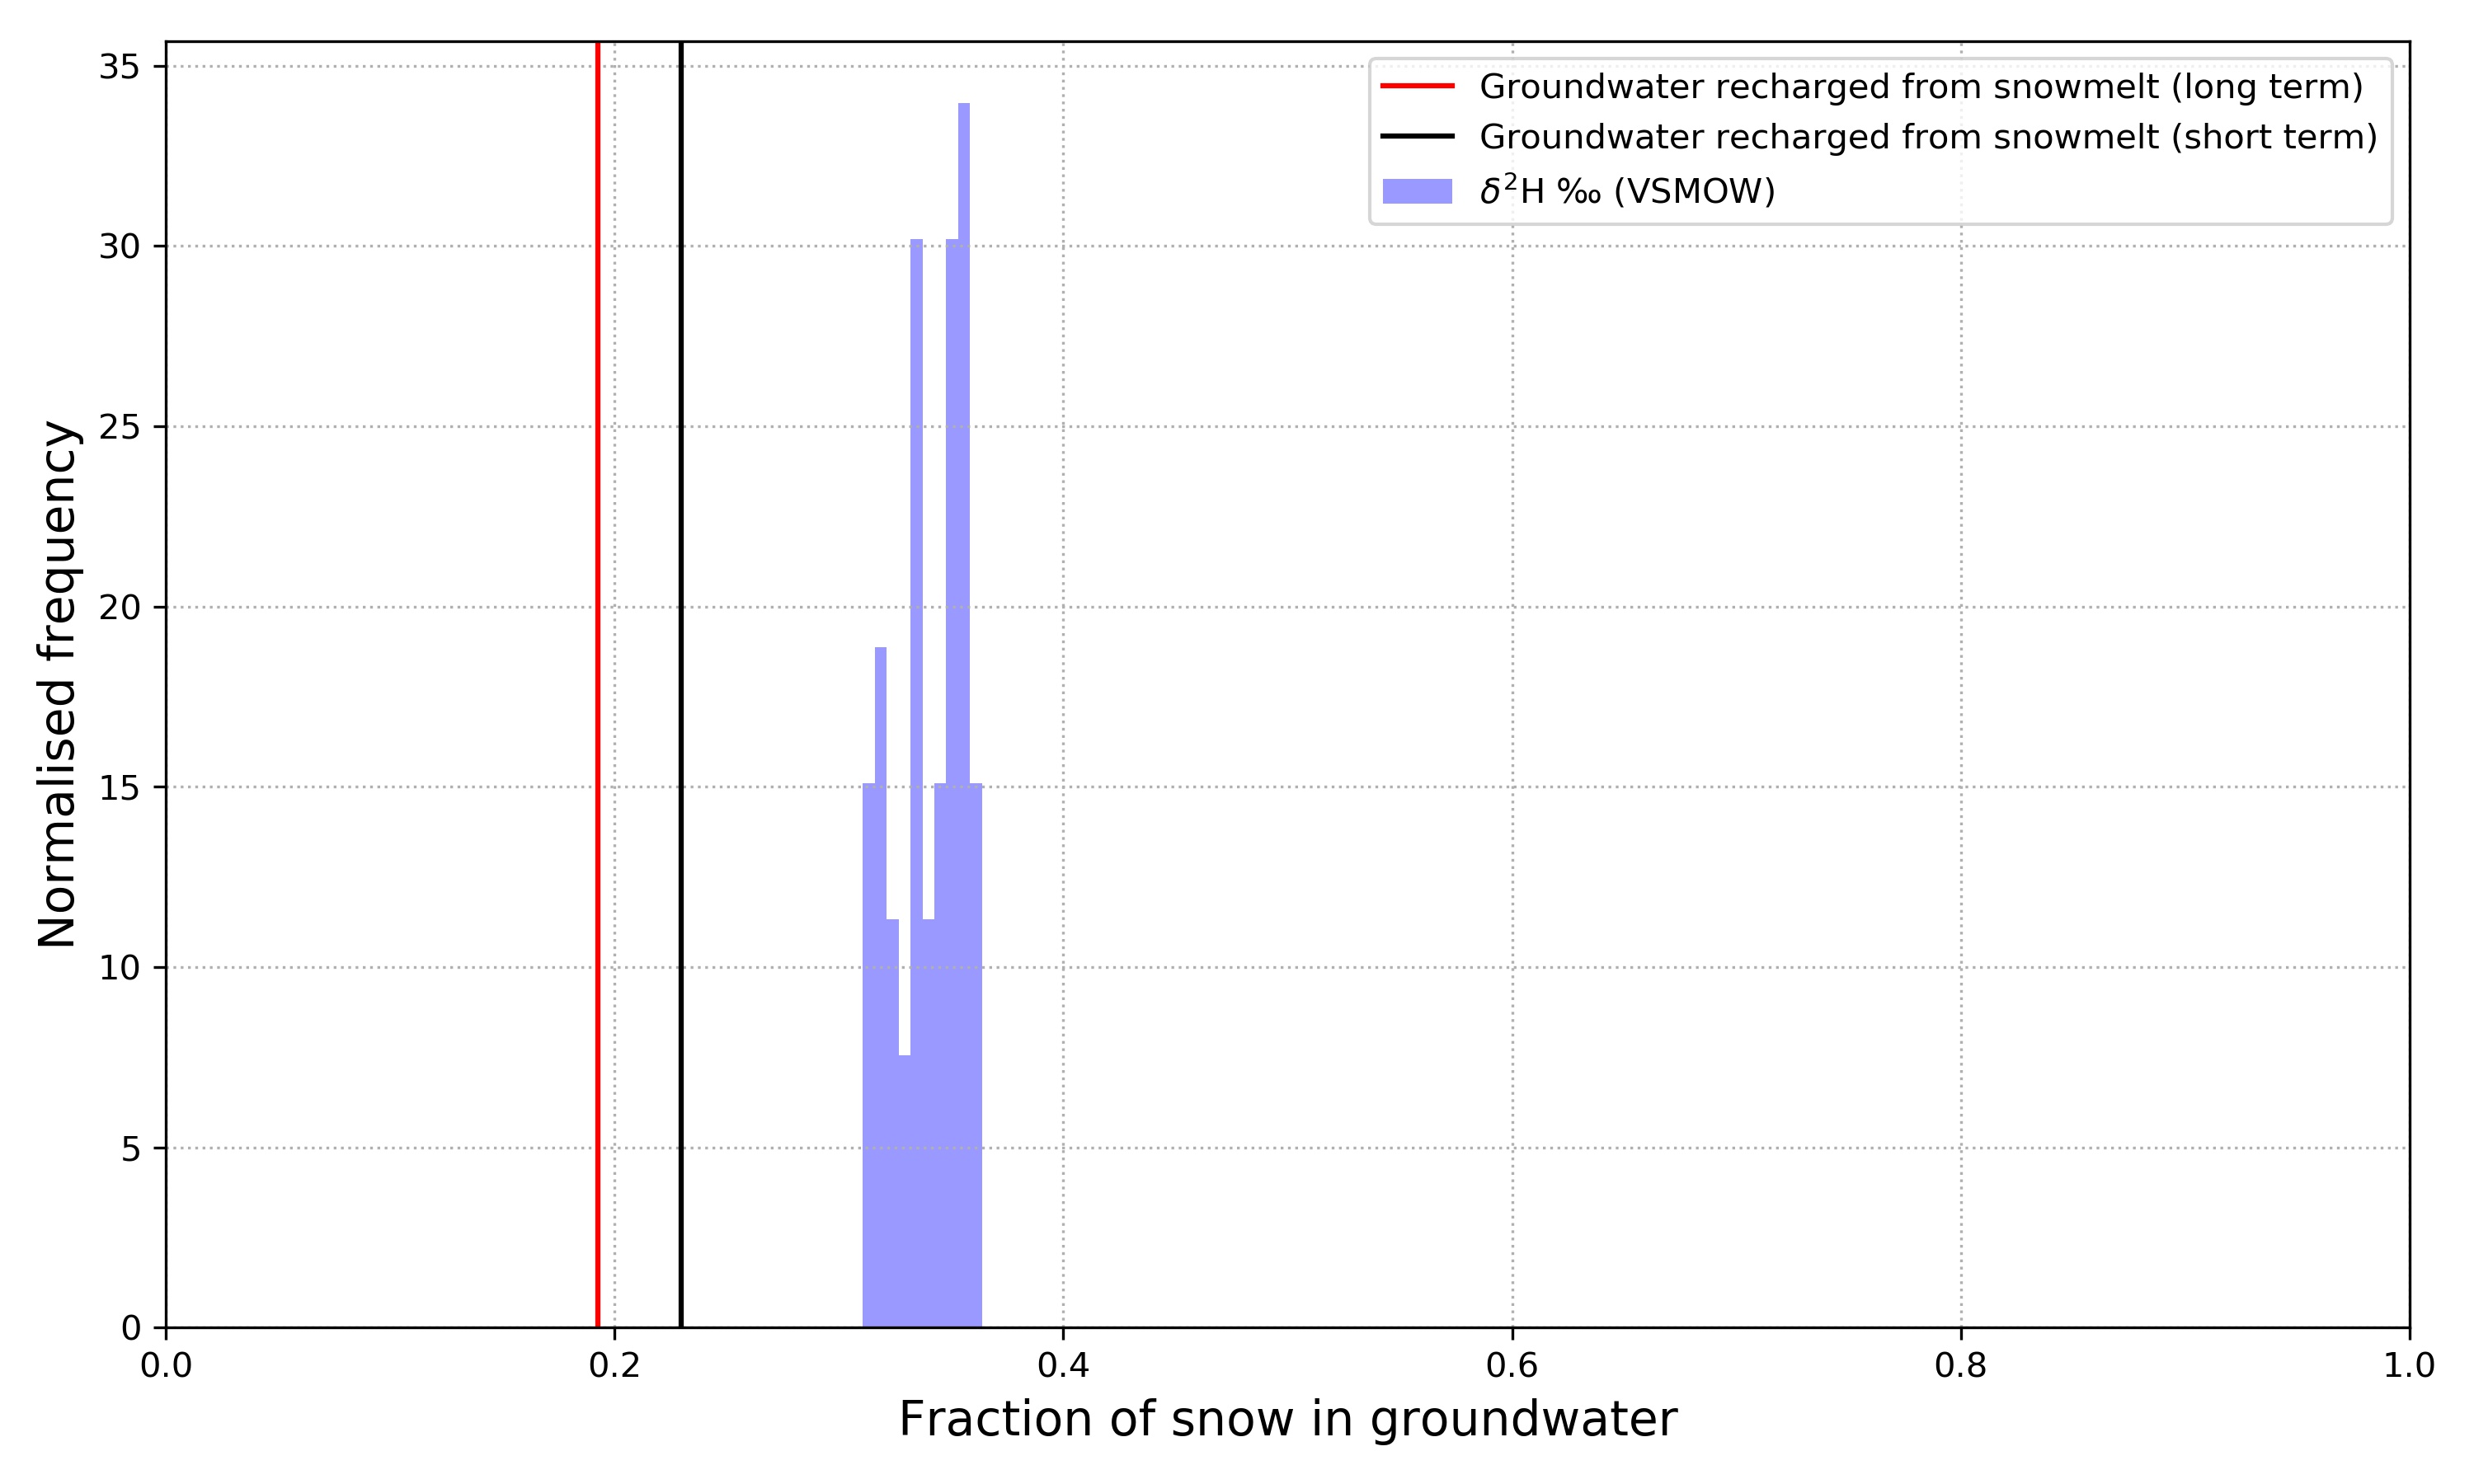 Groundwater recharged from snowmelt (long term)
Groundwater recharged from snowmelt (short term)
δ²H ‰ (VSMOW)
35
30
25
20
15
10
5
0
Normalised frequency
0.0 0.2 0.4 0.6 0.8 1.0
Fraction of snow in groundwater